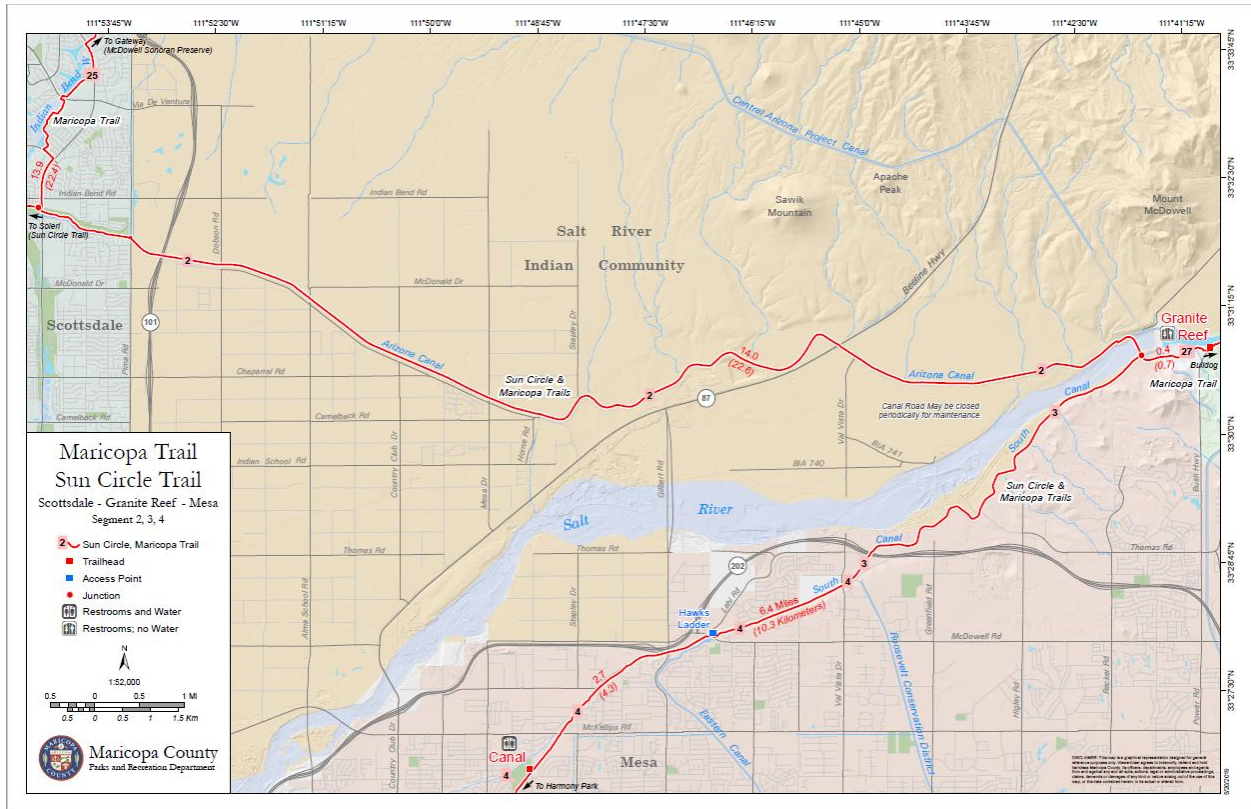 111°53'45"W
111°52'30"W
111°51'15"W
111°50'0"W
111°48'45"W
111°47'30"W
111°46'15"W
111°45'0"W
111°43'45"W
111°42'30"W
111°41'15"W
33°33'45"N
33°32'30"N
33°31'15"N
33°30'0"N
33°28'45"N
33°27'30"N
To Gateway
(McDowell Sonoran Preserve)
25
Indian Bend W
Via De Ventura
Maricopa Trail
13.9
(22.4)
Indian Bend Rd
Indian Bend Rd
To Soleri
(Sun Circle Trail)
Dobson Rd
2
McDonald Dr
McDonald Dr
Scottsdale
101
Pima Rd
Chaparral Rd
Camelback Rd
Camelback Rd
Arizona Canal
Salt River
Indian Community
Stapley Dr
Sun Circle &
Maricopa Trails
2
14.0
(22.6)
87
Central Arizona Project Canal
Apache
Peak
Sawik
Mountain
Mount
McDowell
Beeline Hwy
Granite
Reef
0.4
(0.7)
27
Bulldog
Maricopa Trail
Arizona Canal
2
Canal Road May be closed
periodically for maintenance.
South Canal
3
Val Vista Dr
BIA 741
BIA 740
Sun Circle &
Maricopa Trails
Bush Hwy
Indian School Rd
Country Club Dr
Horne Rd
Mesa Dr
Gilbert Rd
Salt River
Thomas Rd
Thomas Rd
Thomas Rd
Alma School Rd
Stapley Dr
202
Lehi Rd
South Canal
3
4
Hawks
Ladder
4
6.4 Miles
(10.3 Kilometers)
Greenfield Rd
McDowell Rd
Roosevelt Conservation District
Val Vista Dr
Higley Rd
Recker Rd
Power Rd
2.7
(4.3)
4
McKellips Rd
Eastern Canal
Canal
4
Mesa
To Harmony Park
Country Club Dr
Maricopa Trail
Sun Circle Trail
Scottsdale - Granite Reef - Mesa
Segment 2, 3, 4
2 Sun Circle, Maricopa Trail
Trailhead
Access Point
Junction
Restrooms and Water
Restrooms; no Water
N
1:52,000
0.5 0 0.5 1 MI
0.5 0 0.5 1 1.5 Km
MARICOPA
COUNTY
Maricopa County
Parks and Recreation Department